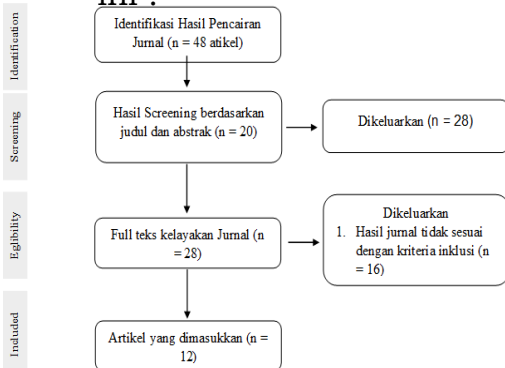 Identification
Identifikasi Hasil Pencairan
Jurnal (n = 48 atikel)
Screening
Hasil Screening berdasarkan
judul dan abstrak (n = 20)
Dikeluarkan (n = 28)
Egibility
Full teks kelayakan Jurnal (n
= 28)
Dikeluarkan
1. Hasil jurnal tidak sesuai
dengan kriteria inklusi (n
= 16)
Included
Artikel yang dimasukkan (n =
12)